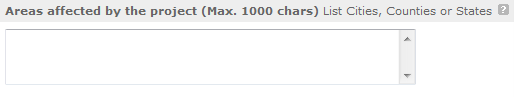 Areas affected by the project (Max. 1000 chars) List Cities, Counties or States ?